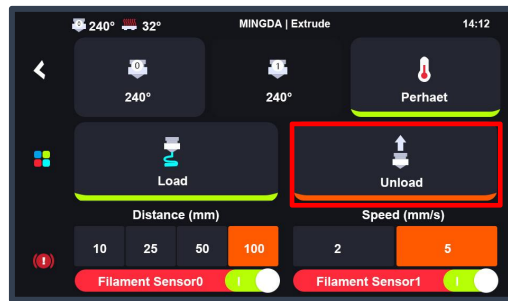 240° 32° MINGDA | Extrude 14:12
0 1
240° 240° Perhaet
Load Unload
Distance (mm) Speed (mm/s)
10 25 50 100 2 5
Filament Sensor0 Filament Sensor1